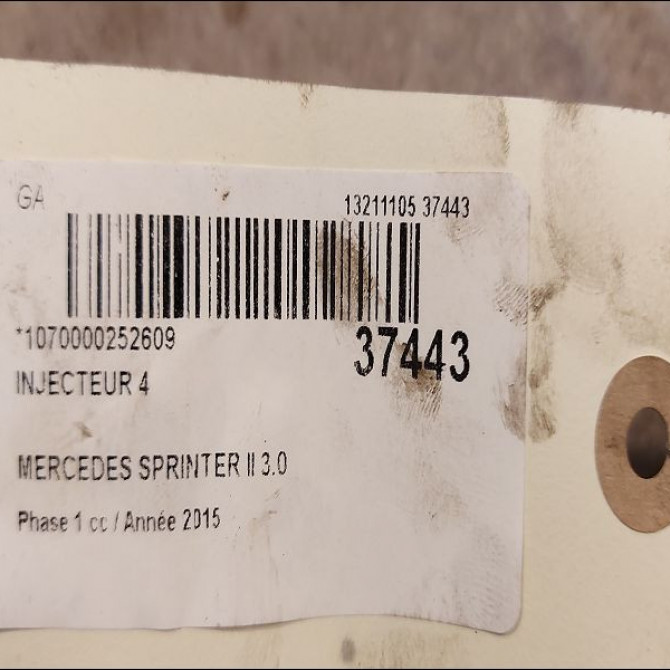 GA
13211105 37443
*1070000252609
37443
INJECTEUR 4
MERCEDES SPRINTER II 3.0
Phase 1 cc / Année 2015